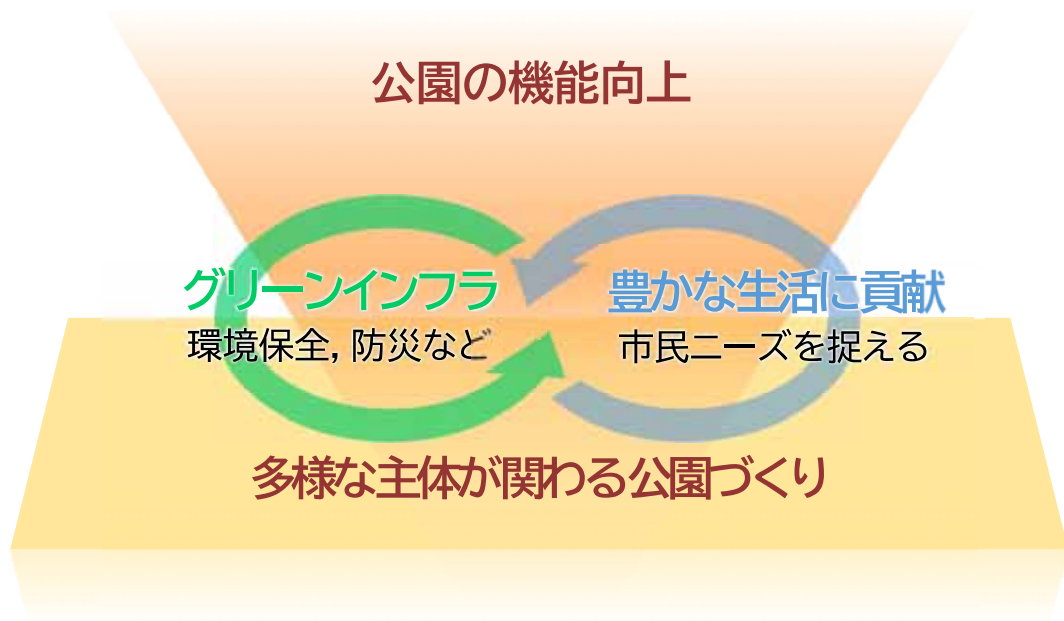 公園の機能向上
グリーンインフラ
環境保全, 防災など
豊かな生活に貢献
市民ニーズを捉える
多様な主体が関わる公園づくり